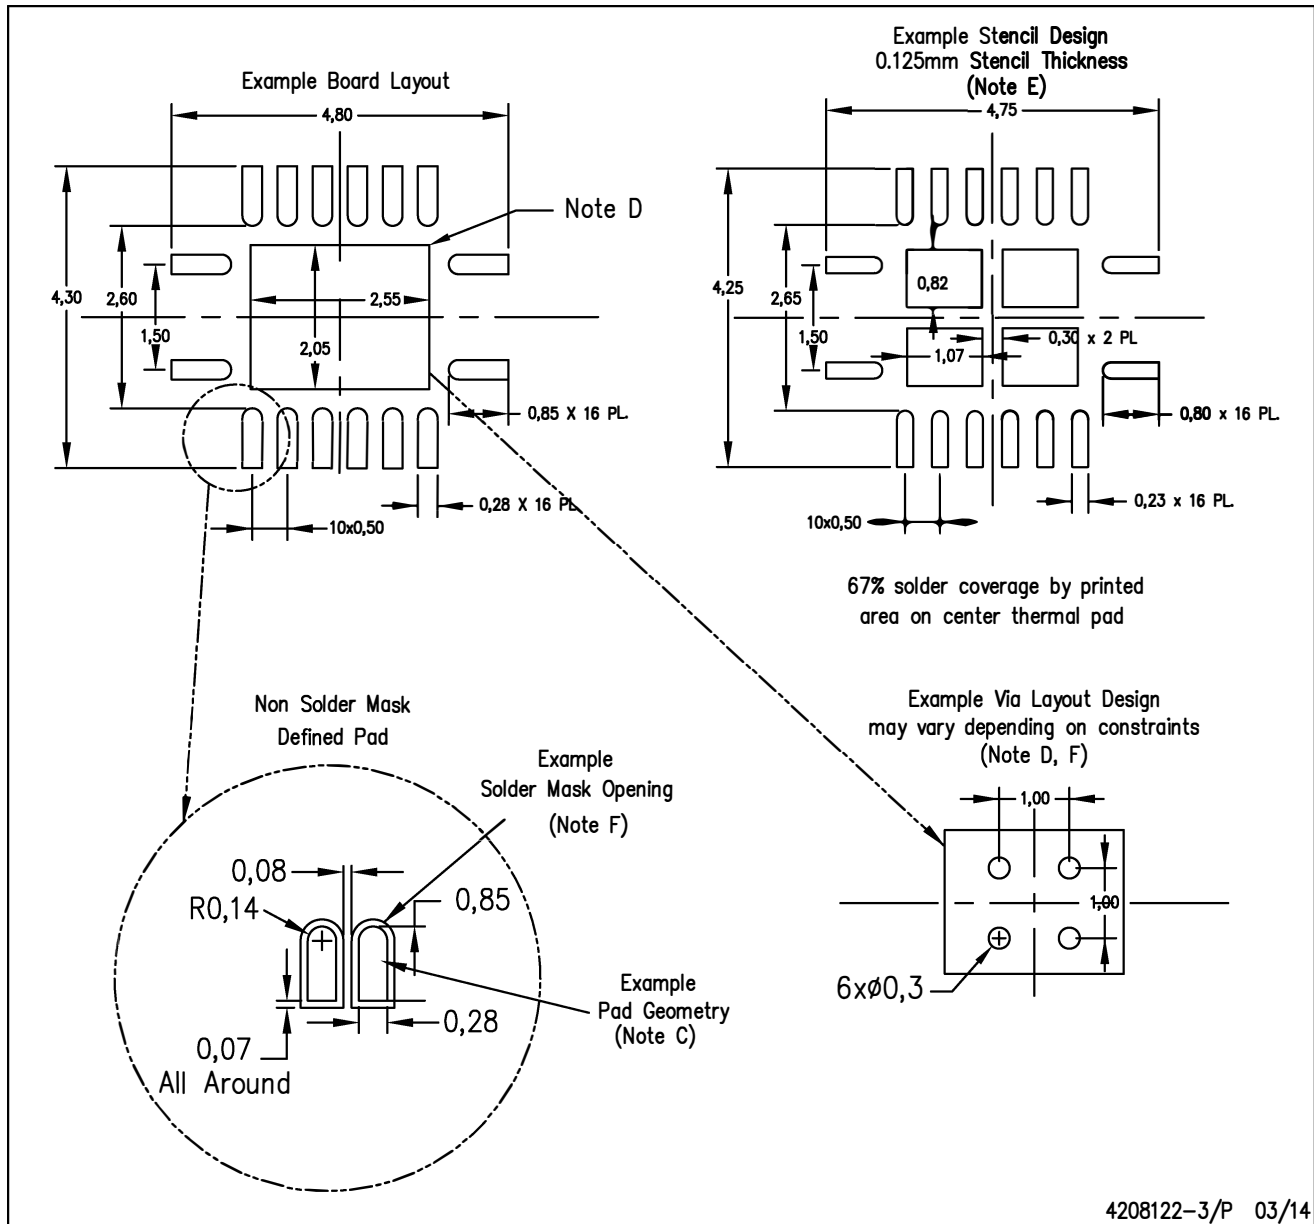 Example Board Layout
4,80
Note D
4,30
2,60
1,50
2,55
2,05
0,85 X 16 PL.
0,28 X 16 PL
10x0,50
Example Stencil Design
0.125mm Stencil Thickness
(Note E)
4,75
4,25
2,65
1,50
0,82
0,30 x 2 PL
1,07
0,80 x 16 PL.
0,23 x 16 PL.
10x0,50
67% solder coverage by printed
area on center thermal pad
Non Solder Mask
Defined Pad
Example
Solder Mask Opening
(Note F)
0,08
R0,14
0,85
Example
Pad Geometry
(Note C)
0,28
0,07
All Around
Example Via Layout Design
may vary depending on constraints
(Note D, F)
1,00
1,00
6xø0,3
4208122-3/P 03/14